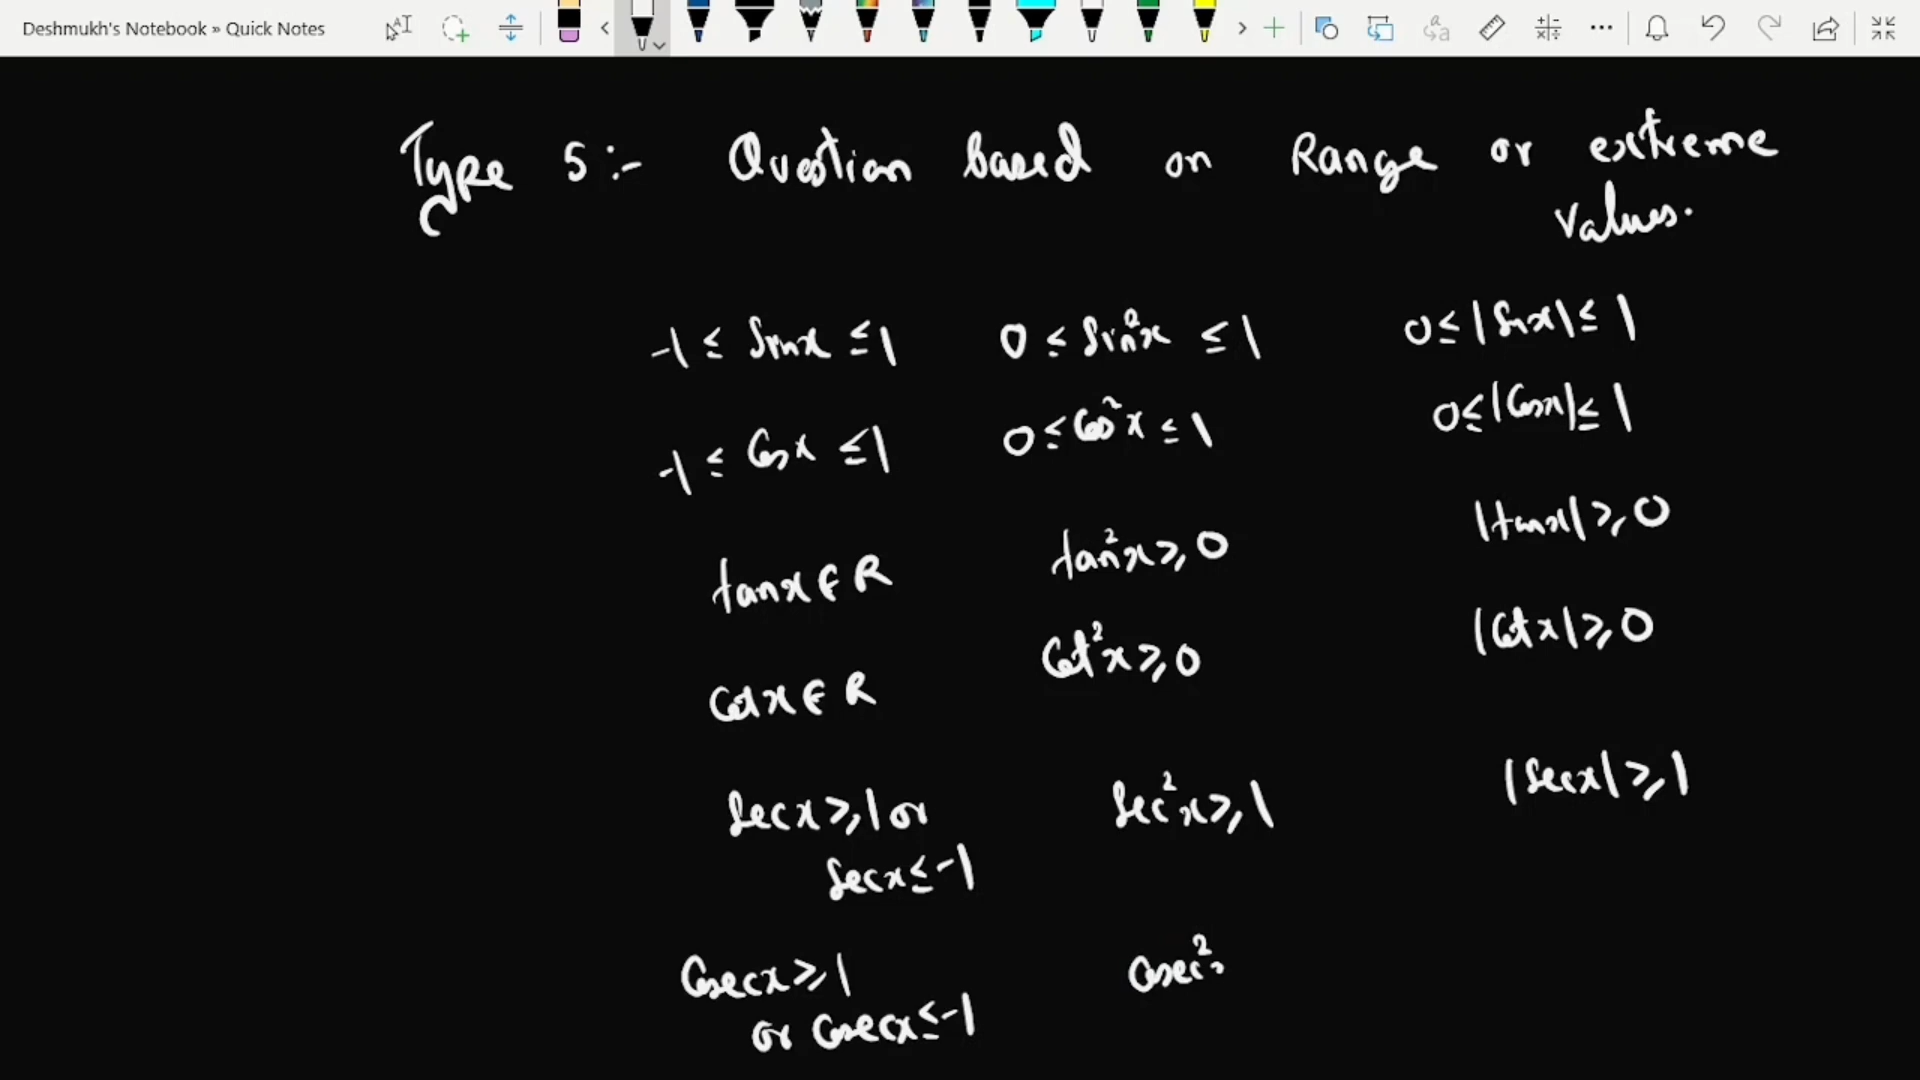 Deshmukh's Notebook » Quick Notes
Type 5:- Question based on Range or extreme
values.
-1 ≤ Sinx ≤ 1 0 ≤ Sin²x ≤ 1 0 ≤ |Sinx| ≤ 1
-1 ≤ Cosx ≤ 1 0 ≤ Cos²x ≤ 1 0 ≤ |Cosx| ≤ 1
tanx ∈ R tan²x ≥ 0 |tanx| ≥ 0
Cotx ∈ R Cot²x ≥ 0 |Cotx| ≥ 0
Secx ≥ 1 or Sec²x ≥ 1 |Secx| ≥ 1
Secx ≤ -1
Cosecx ≥ 1 Cosec²
or Cosecx ≤ -1